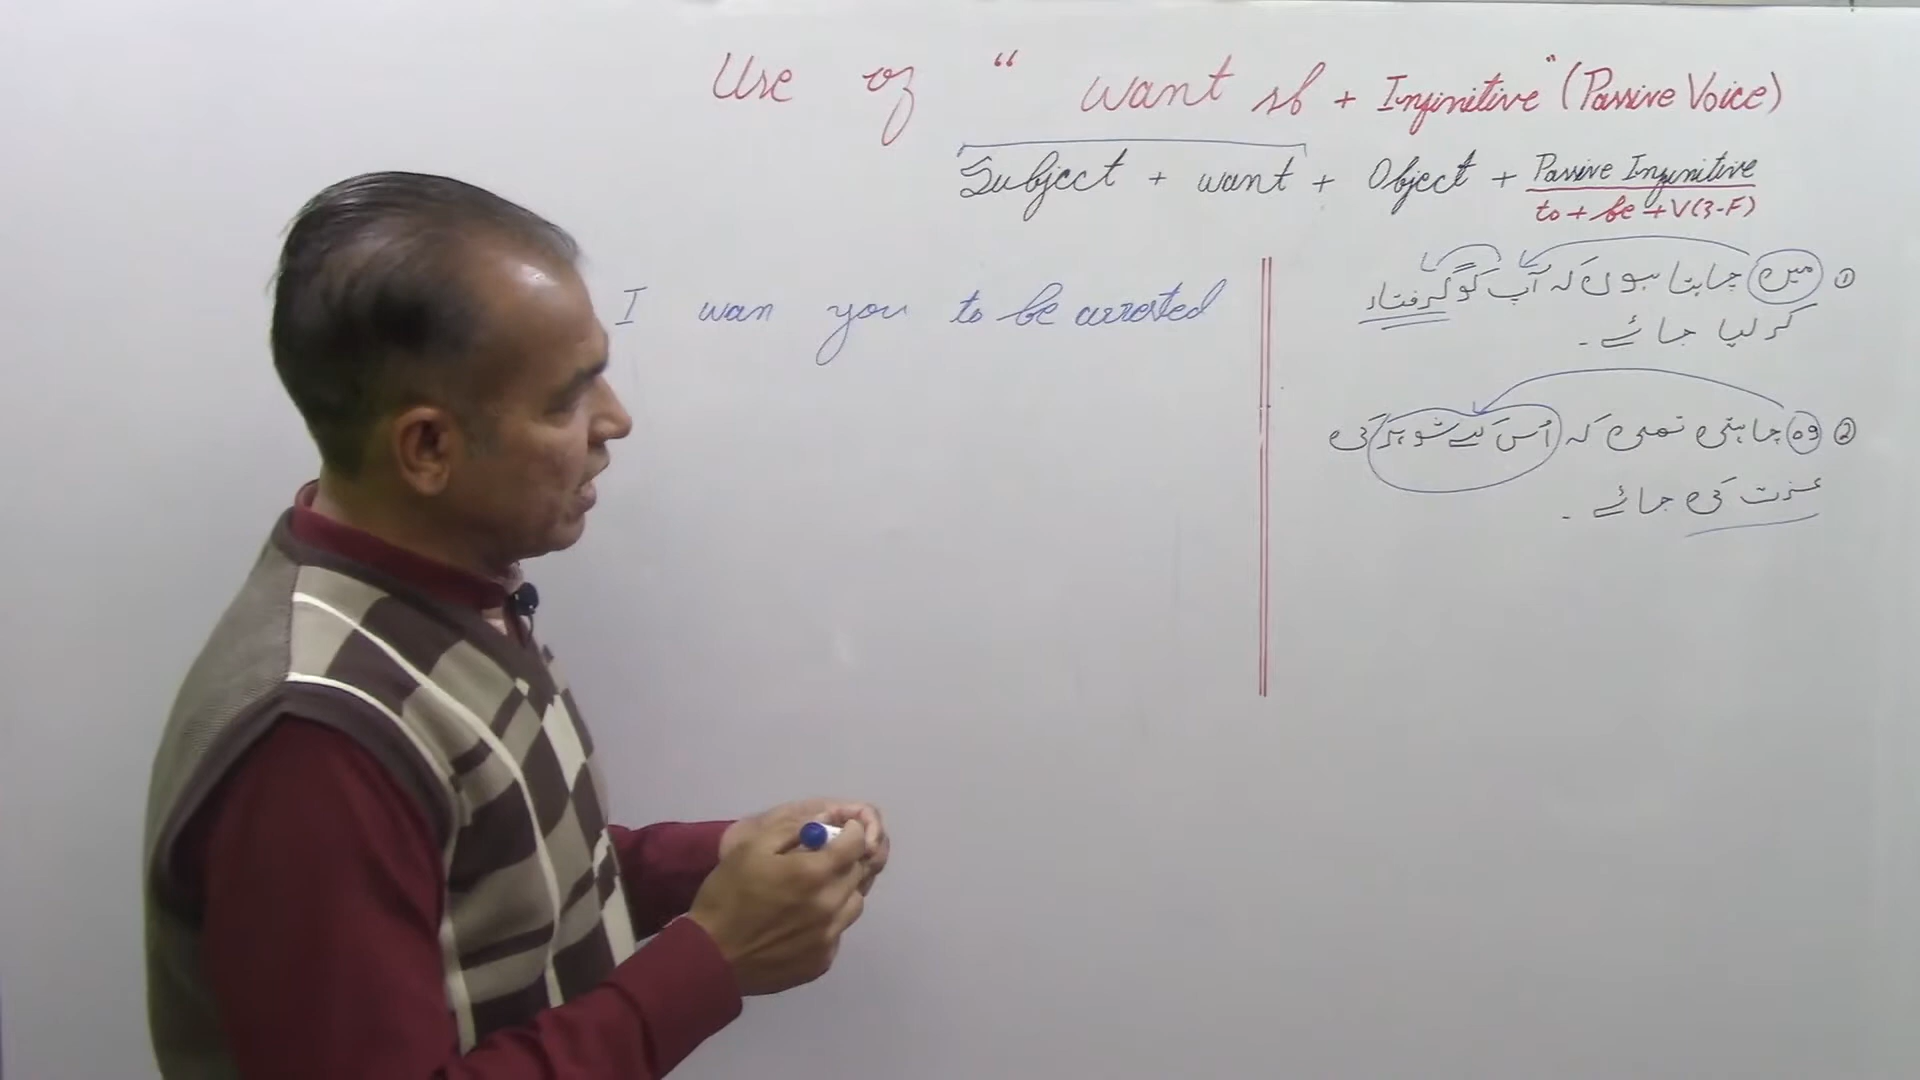 Use of “ want sb + Infinitive" (Passive Voice)
Subject + want + Object + Passive Infinitive
to + be + V(3-F)
I wan you to be arrested
① میں چاہتا ہوں کہ آپ کو گرفتار
کر لیا جائے ۔
② وہ چاہتی تھی کہ اُس کے شوہر کی
عزت کی جائے ۔